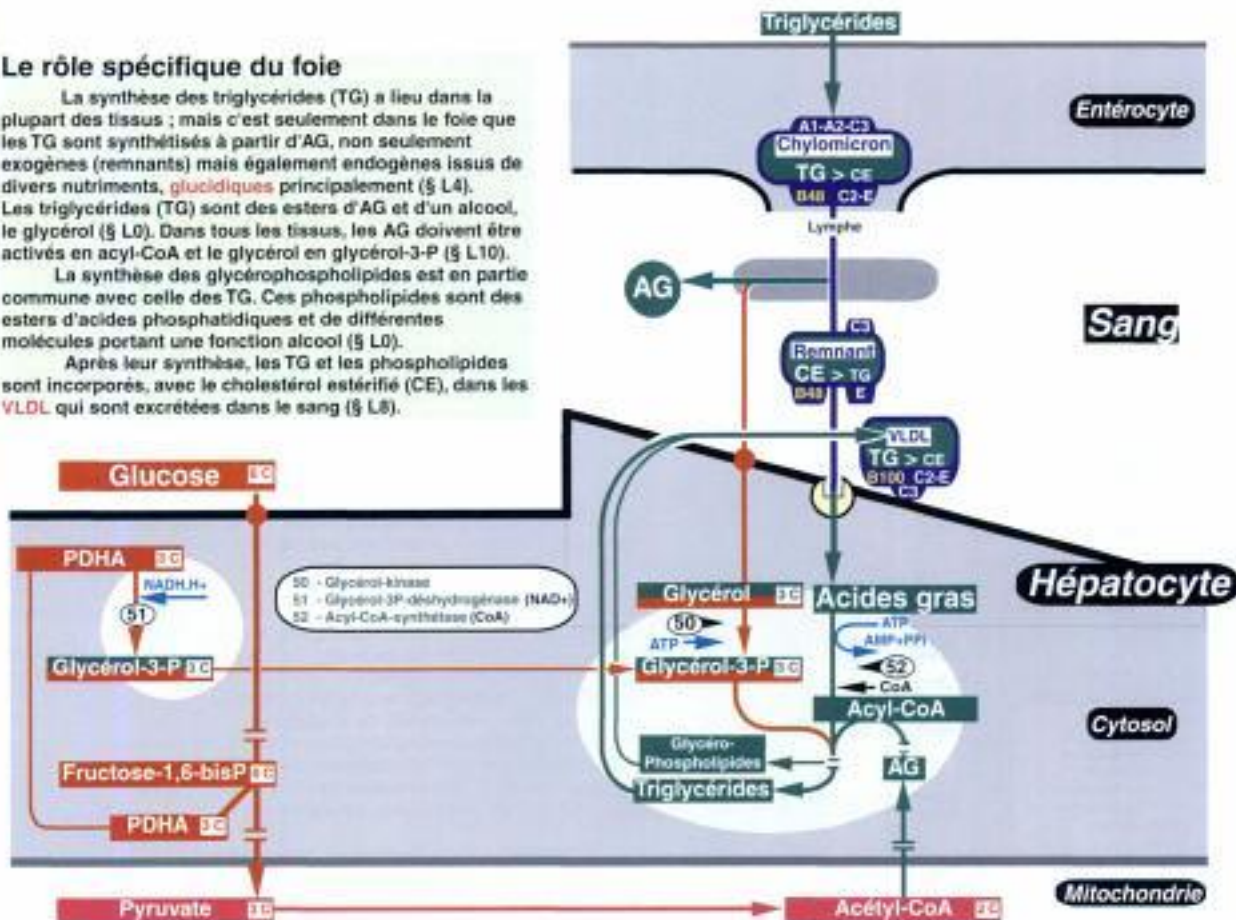 Triglycérides
Le rôle spécifique du foie
La synthèse des triglycérides (TG) a lieu dans la
plupart des tissus ; mais c'est seulement dans le foie que
les TG sont synthétisés à partir d'AG, non seulement
exogènes (remnants) mais également endogènes issus de
divers nutriments, glucidiques principalement (§ L4).
Les triglycérides (TG) sont des esters d'AG et d'un alcool,
le glycérol (§ L0). Dans tous les tissus, les AG doivent être
activés en acyl-CoA et le glycérol en glycérol-3-P (§ L10).
La synthèse des glycérophospholipides est en partie
commune avec celle des TG. Ces phospholipides sont des
esters d'acides phosphatidiques et de différentes
molécules portant une fonction alcool (§ L0).
Après leur synthèse, les TG et les phospholipides
sont incorporés, avec le cholestérol estérifié (CE), dans les
VLDL qui sont excrétées dans le sang (§ L8).
Entérocyte
A1-A2-C3
Chylomicron
TG > CE
B48 C2-E
Lymphe
AG
Sang
C3
Remnant
CE > TG
B48 E
VLDL
TG > CE
B100 C2-E
C3
Glucose 6 C
PDHA 3 C
NADH.H+
51
Glycérol-3-P 3 C
50 - Glycérol-kinase
51 - Glycérol-3P-déshydrogénase (NAD+)
52 - Acyl-CoA-synthétase (CoA)
Hépatocyte
Glycérol 3 C
Acides gras
50
ATP
Glycérol-3-P 3 C
ATP
AMP+PPi
52
CoA
Acyl-CoA
Cytosol
Glycéro-
Phospholipides
Triglycérides
AG
Fructose-1,6-bisP 6 C
PDHA 3 C
Mitochondrie
Pyruvate 3 C
Acétyl-CoA 2 C